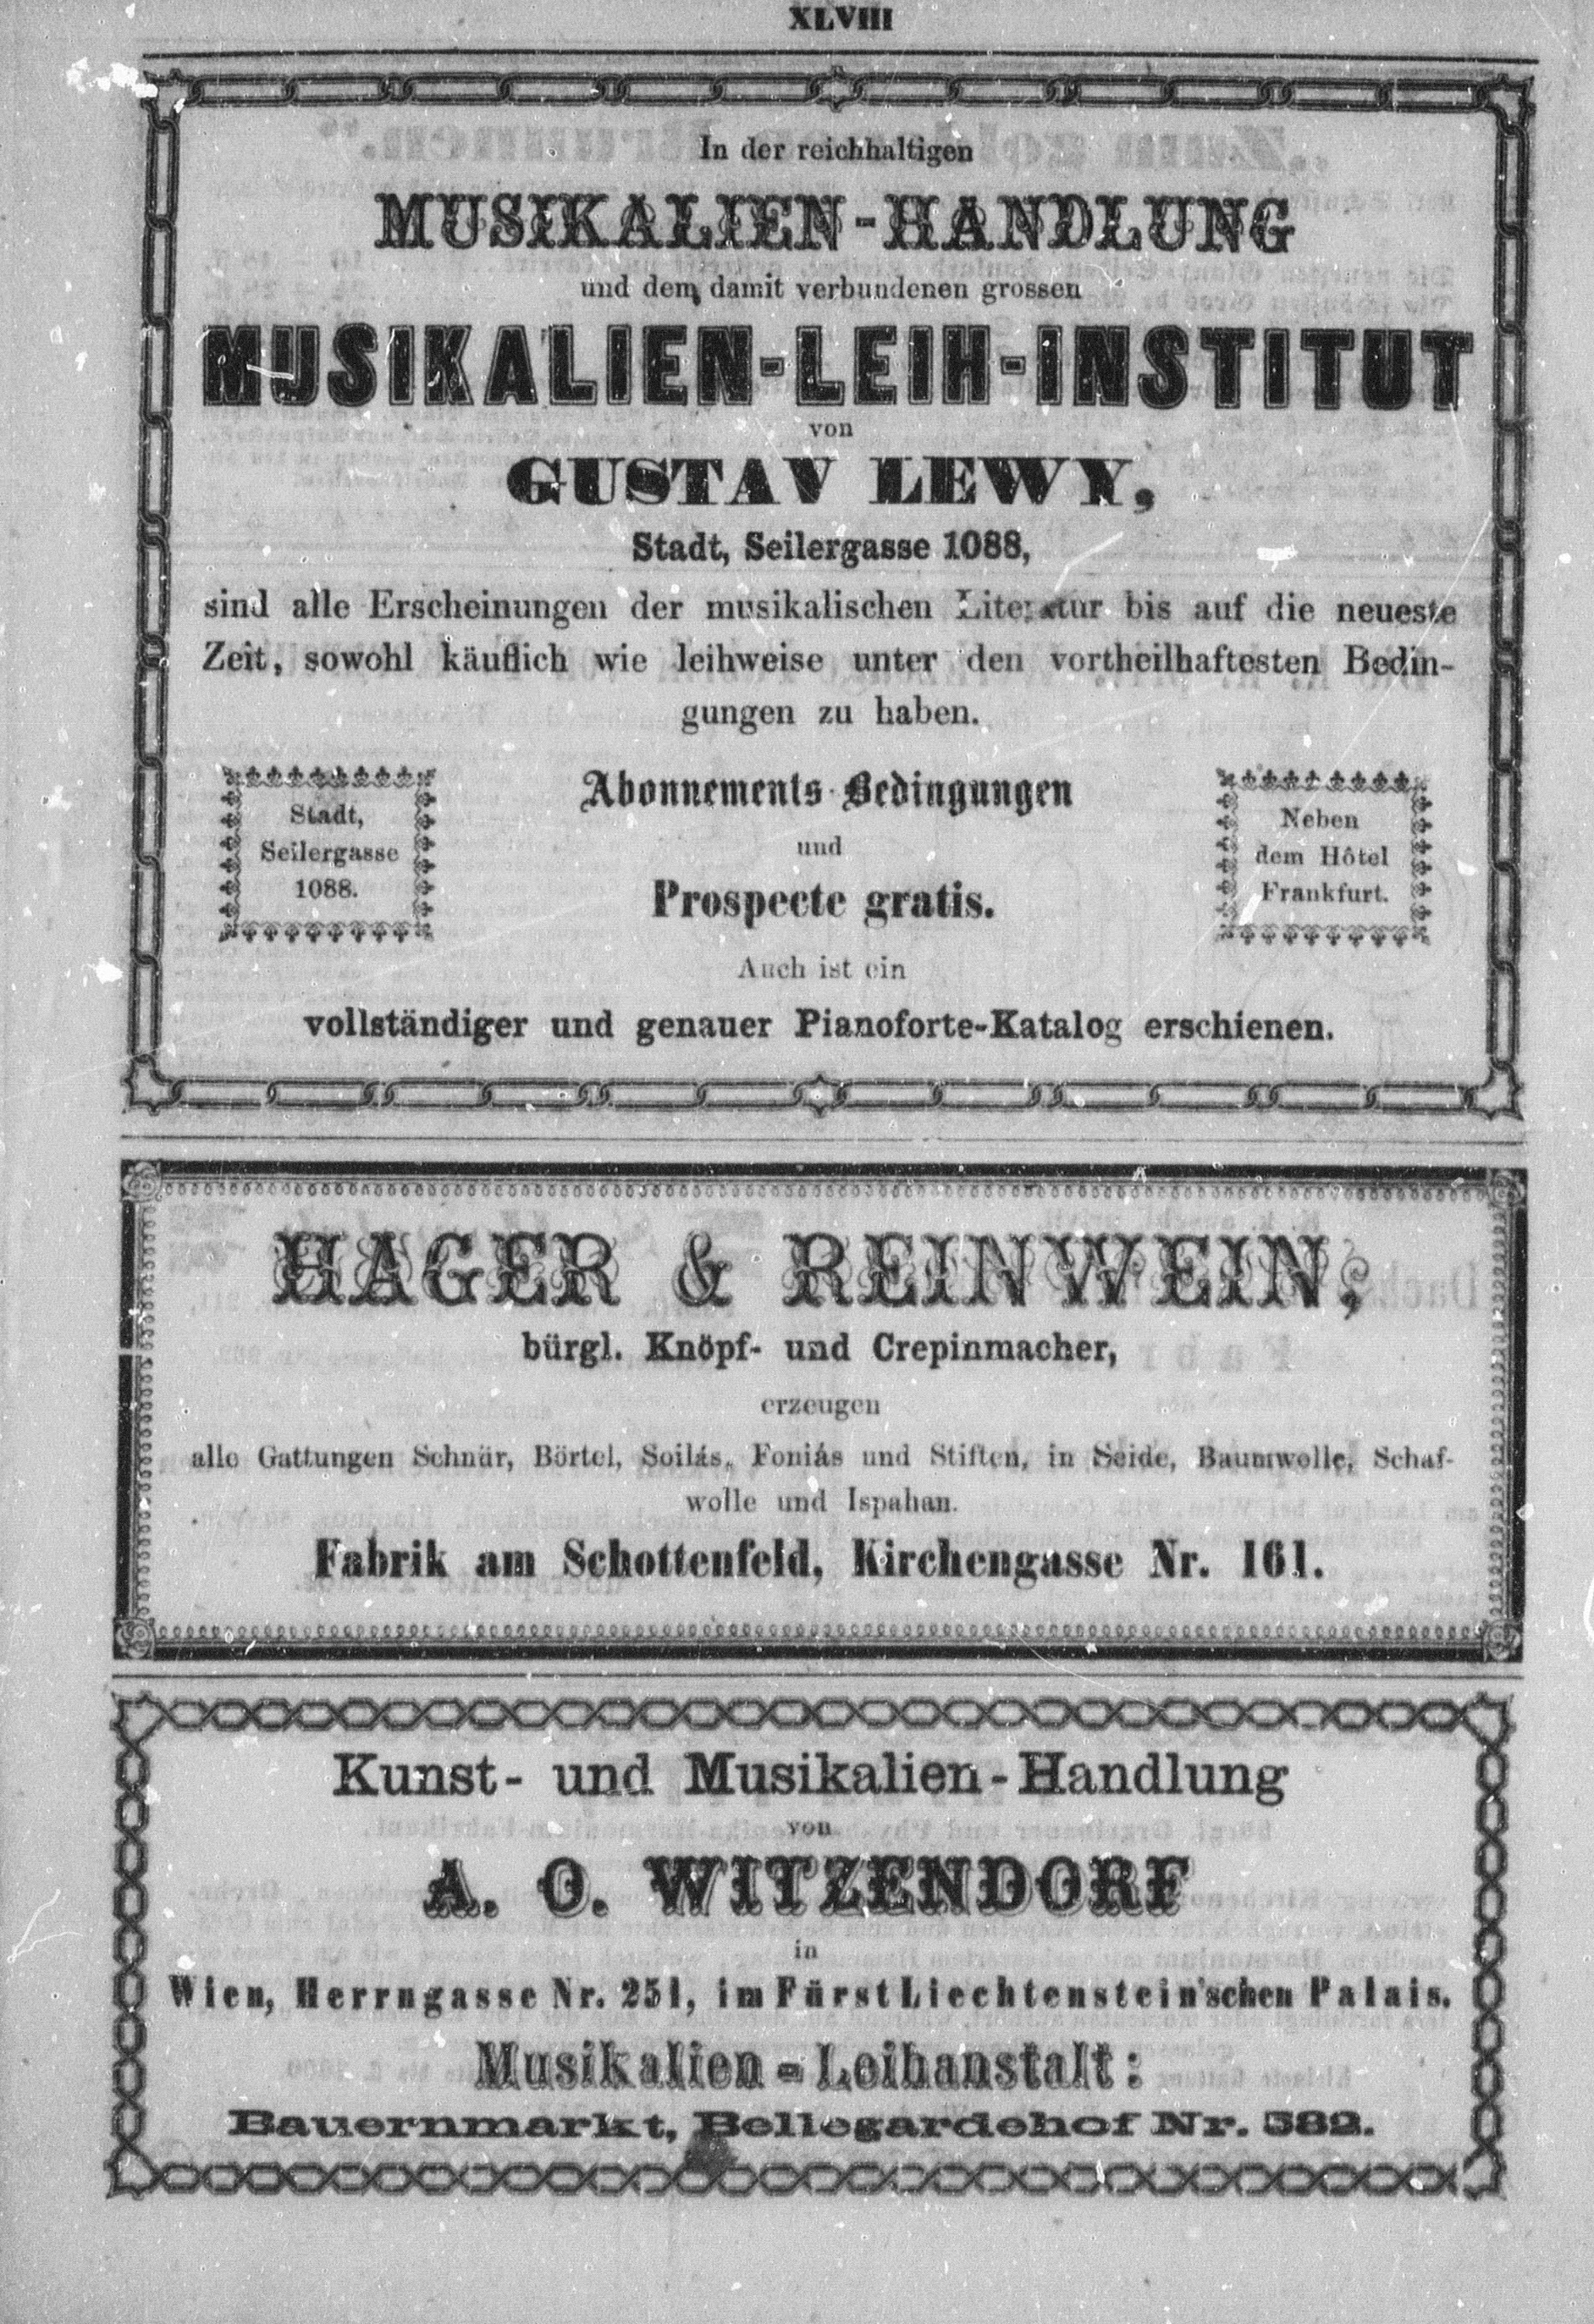 XLVIII
In der reichhaltigen
MUSIKALIEN-HANDLUNG
und dem damit verbundenen grossen
MUSIKALIEN-LEIH-INSTITUT
von
GUSTAV LEWY,
Stadt, Seilergasse 1088,
sind alle Erscheinungen der musikalischen Literatur bis auf die neueste
Zeit, sowohl käuflich wie leihweise unter den vortheilhaftesten Bedin-
gungen zu haben.
Stadt,
Seilergasse
1088.
Abonnements-Bedingungen
und
Prospecte gratis.
Neben
dem Hôtel
Frankfurt.
Auch ist ein
vollständiger und genauer Pianoforte-Katalog erschienen.
HAGER & REINWEIN,
bürgl. Knöpf- und Crepinmacher,
erzeugen
alle Gattungen Schnür, Börtel, Soilás, Foniás und Stiften, in Seide, Baumwolle, Schaf-
wolle und Ispahan.
Fabrik am Schottenfeld, Kirchengasse Nr. 161.
Kunst- und Musikalien-Handlung
von
A. O. WITZENDORF
in
Wien, Herrngasse Nr. 251, im Fürst Liechtenstein'schen Palais.
Musikalien-Leihanstalt:
Bauernmarkt, Bellegardehof Nr. 582.